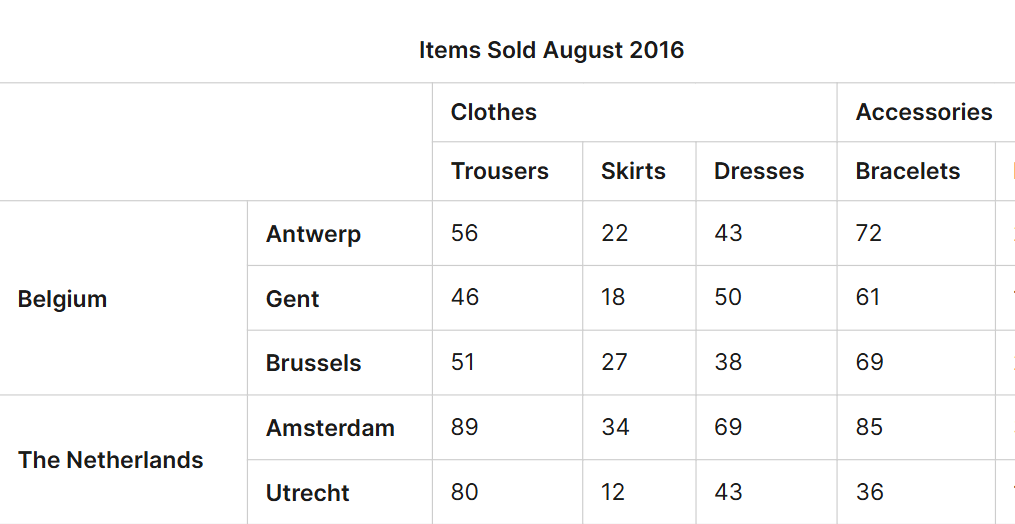 Items Sold August 2016
Clothes Accessories
Trousers Skirts Dresses Bracelets
Belgium Antwerp 56 22 43 72
Gent 46 18 50 61
Brussels 51 27 38 69
The Netherlands Amsterdam 89 34 69 85
Utrecht 80 12 43 36